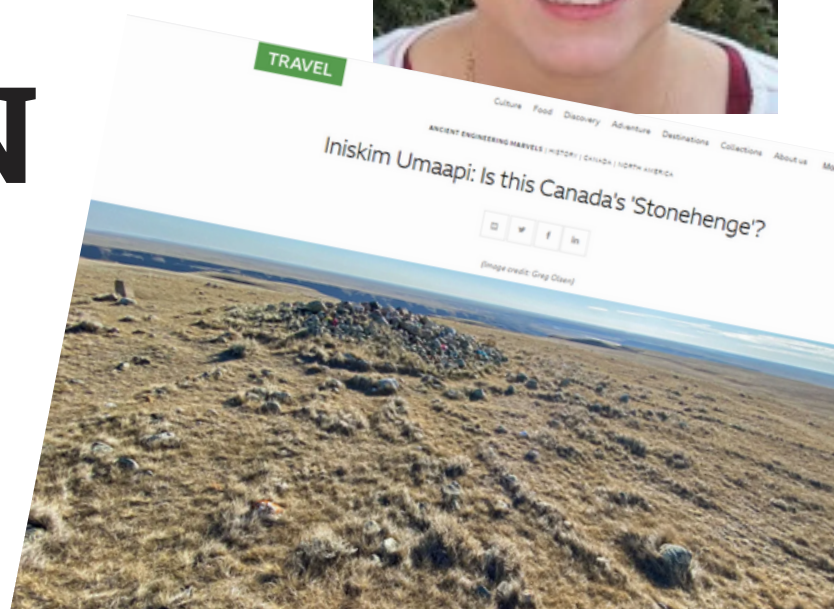 N
TRAVEL
Culture Food Discovery Adventure Destinations Collections About us
ANCIENT ENGINEERING MARVELS | HISTORY | CANADA | NORTH AMERICA
Iniskim Umaapi: Is this Canada's 'Stonehenge'?
in
(Image credit: Greg Olsen)